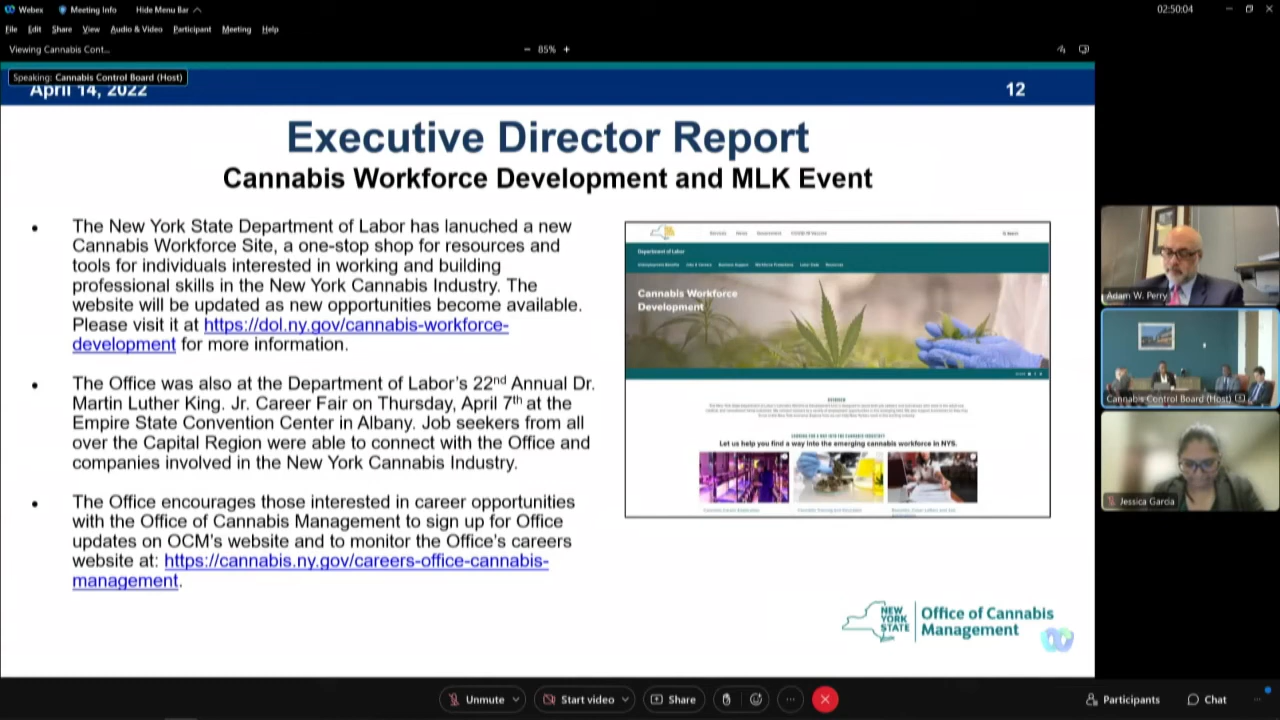 Webex
Meeting Info
Hide Menu Bar
02:50:04
File Edit Share View Audio & Video Participant Meeting Help
Viewing Cannabis Cont...
85%
Speaking: Cannabis Control Board (Host)
April 14, 2022
12
Executive Director Report
Cannabis Workforce Development and MLK Event
• The New York State Department of Labor has lanuched a new
Cannabis Workforce Site, a one-stop shop for resources and
tools for individuals interested in working and building
professional skills in the New York Cannabis Industry. The
website will be updated as new opportunities become available.
Please visit it at https://dol.ny.gov/cannabis-workforce-
development for more information.
• The Office was also at the Department of Labor's 22nd Annual Dr.
Martin Luther King. Jr, Career Fair on Thursday, April 7th at the
Empire State Convention Center in Albany. Job seekers from all
over the Capital Region were able to connect with the Office and
companies involved in the New York Cannabis Industry.
• The Office encourages those interested in career opportunities
with the Office of Cannabis Management to sign up for Office
updates on OCM's website and to monitor the Office's careers
website at: https://cannabis.ny.gov/careers-office-cannabis-
management.
Department of Labor
Cannabis Workforce
Development
OVERVIEW
Let us help you find a way into the emerging cannabis workforce in NYS.
NEW
YORK
STATE
Office of Cannabis
Management
Adam W. Perry
Cannabis Control Board (Host)
Jessica Garcia
Unmute
Start video
Share
Participants
Chat